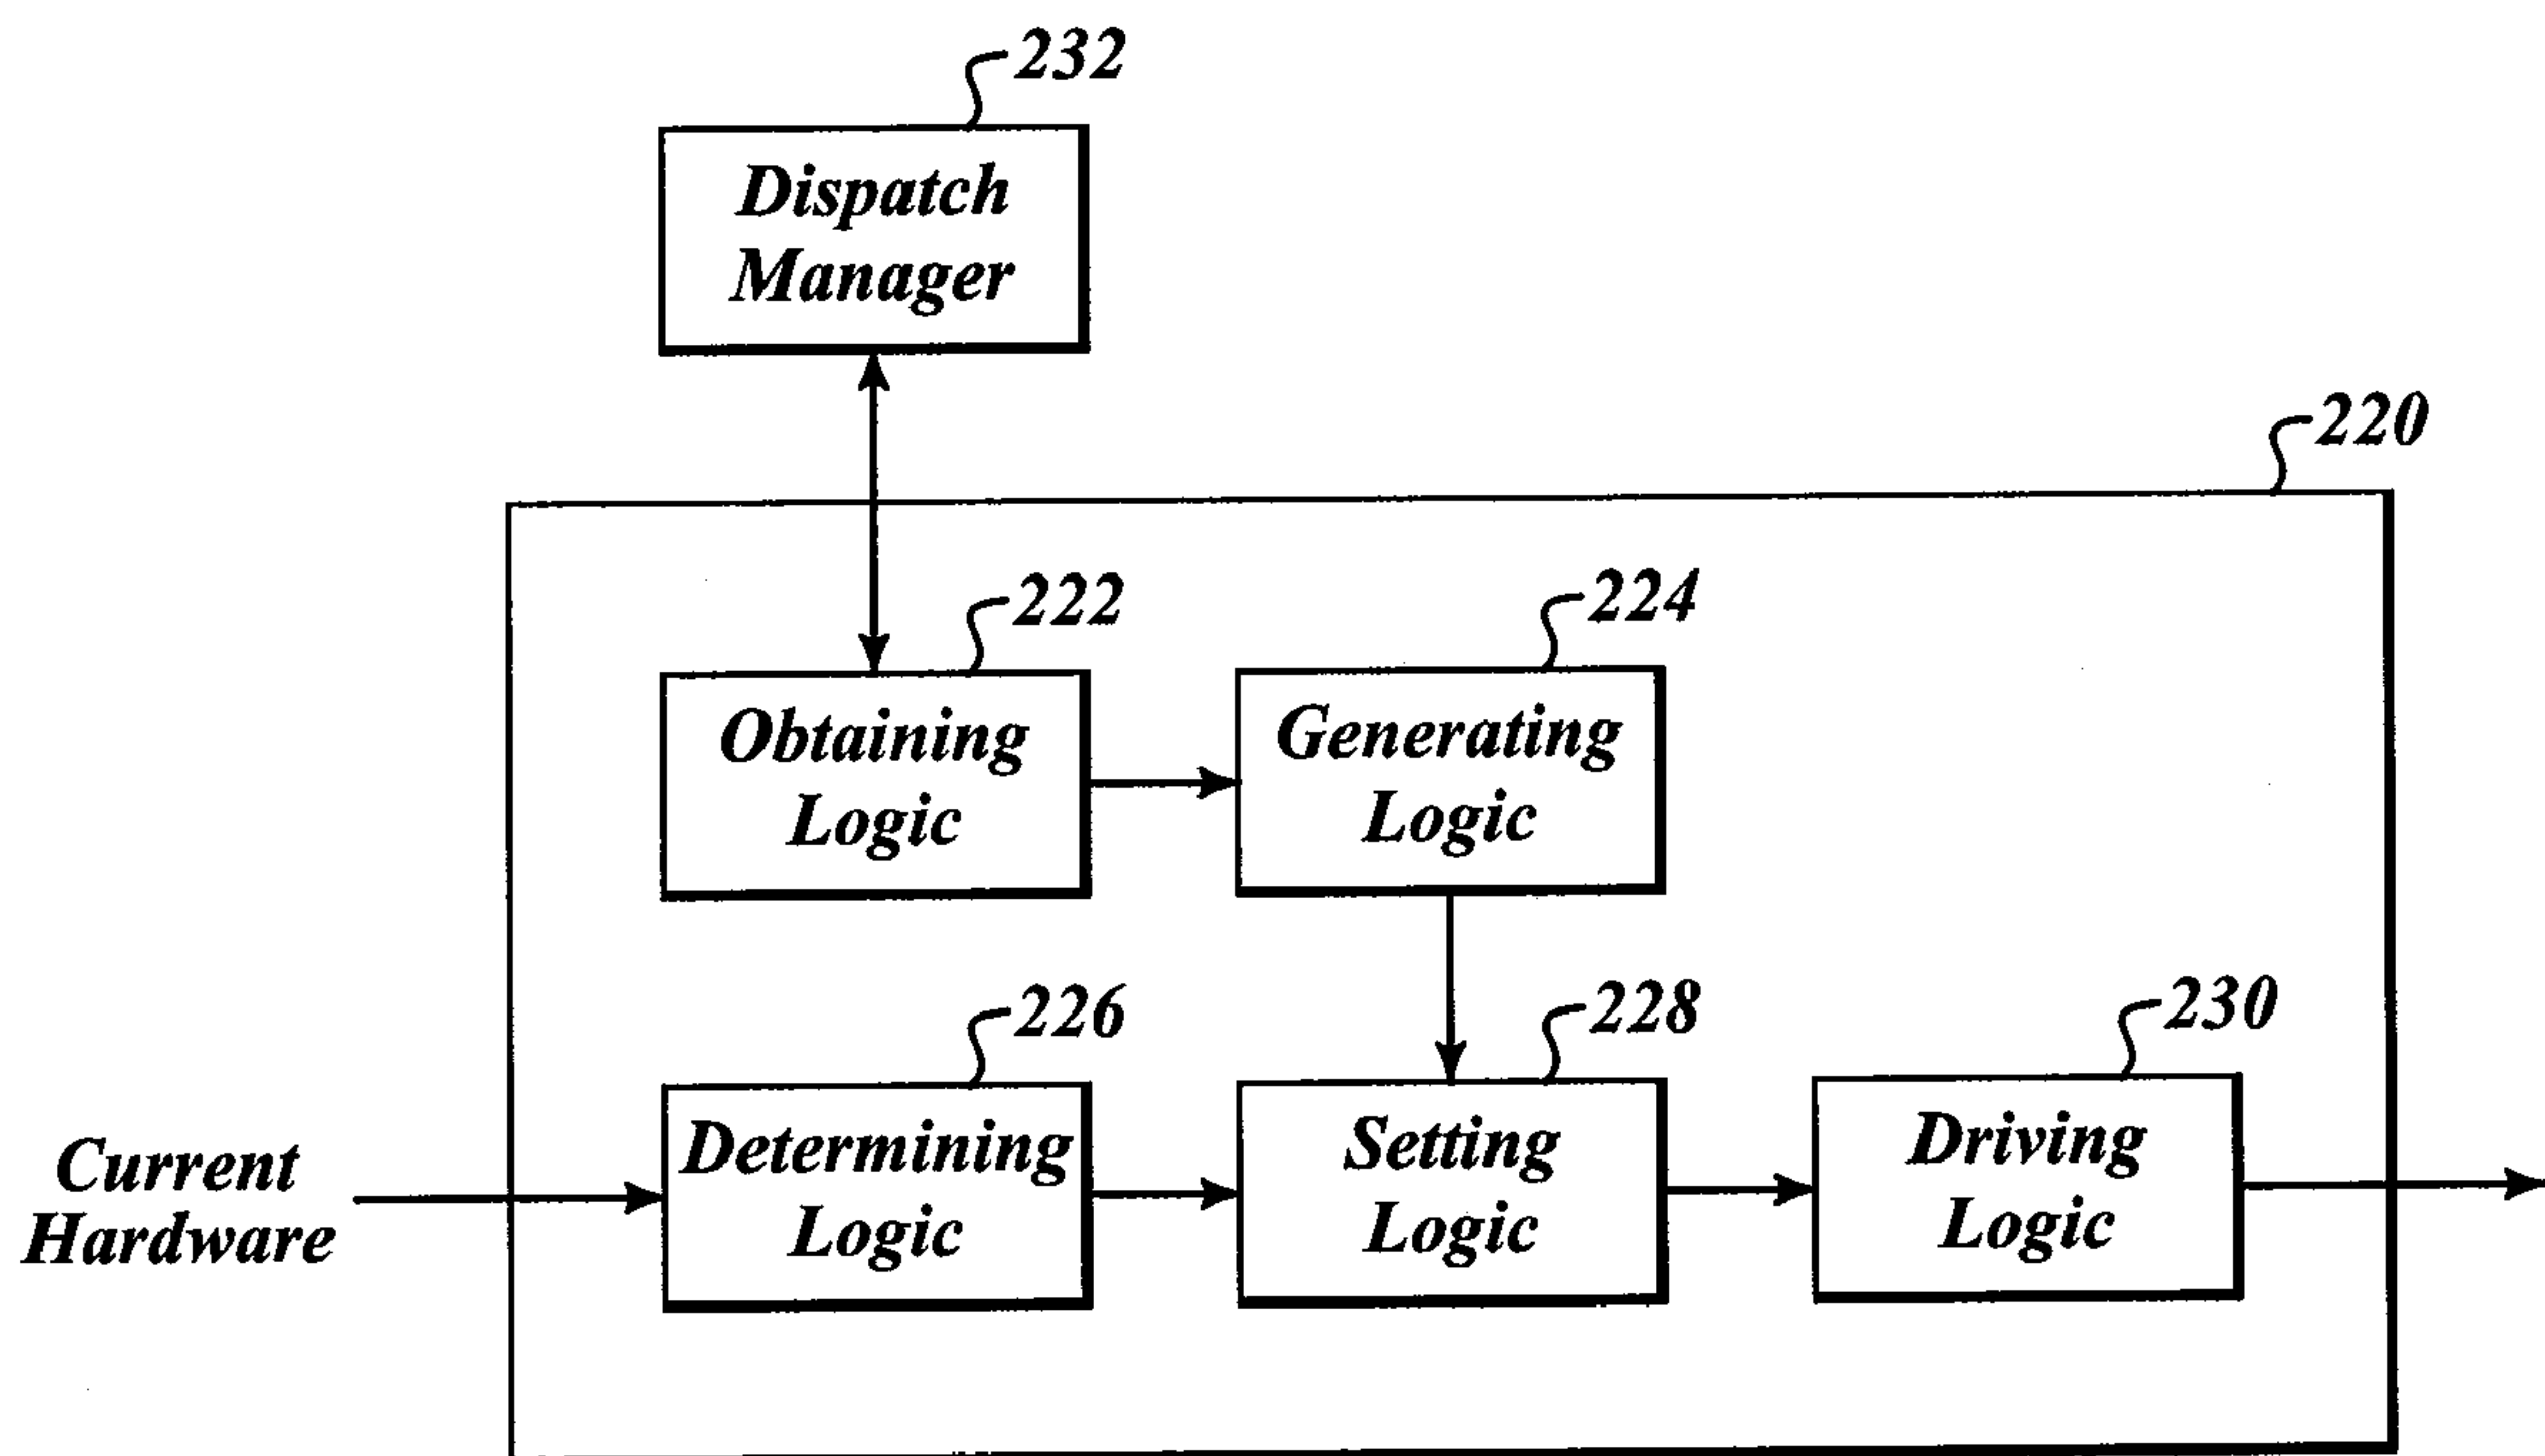 232
Dispatch
Manager
220
222
224
Obtaining
Logic
Generating
Logic
226
228
230
Current
Hardware
Determining
Logic
Setting
Logic
Driving
Logic